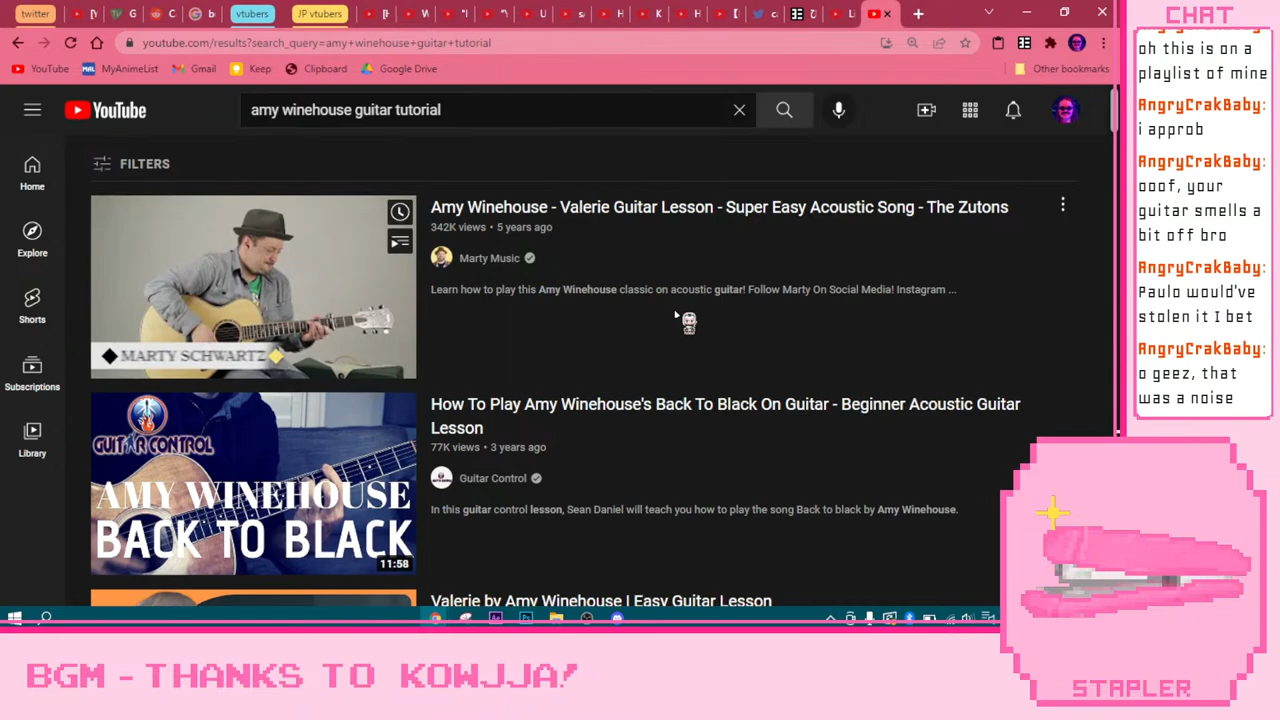 twitter
vtubers
JP vtubers
youtube.com/results?search_query=amy+winehouse+guitar+tutorial
YouTube
MyAnimeList
Gmail
Keep
Clipboard
Google Drive
Other bookmarks
YouTube
amy winehouse guitar tutorial
FILTERS
Home
Explore
Shorts
Subscriptions
Library
MARTY SCHWARTZ
Amy Winehouse - Valerie Guitar Lesson - Super Easy Acoustic Song - The Zutons
342K views • 5 years ago
Marty Music
Learn how to play this Amy Winehouse classic on acoustic guitar! Follow Marty On Social Media! Instagram ...
GUITAR CONTROL
AMY WINEHOUSE
BACK TO BLACK
11:58
How To Play Amy Winehouse's Back To Black On Guitar - Beginner Acoustic Guitar
Lesson
77K views • 3 years ago
Guitar Control
In this guitar control lesson, Sean Daniel will teach you how to play the song Back to black by Amy Winehouse.
Valerie by Amy Winehouse | Easy Guitar Lesson
CHAT
oh this is on a
playlist of mine
AngryCrakBaby:
i approb
AngryCrakBaby:
ooof, your
guitar smells a
bit off bro
AngryCrakBaby:
Paulo would've
stolen it I bet
AngryCrakBaby:
o geez, that
was a noise
BGM - THANKS TO KOWJJA!
STAPLER